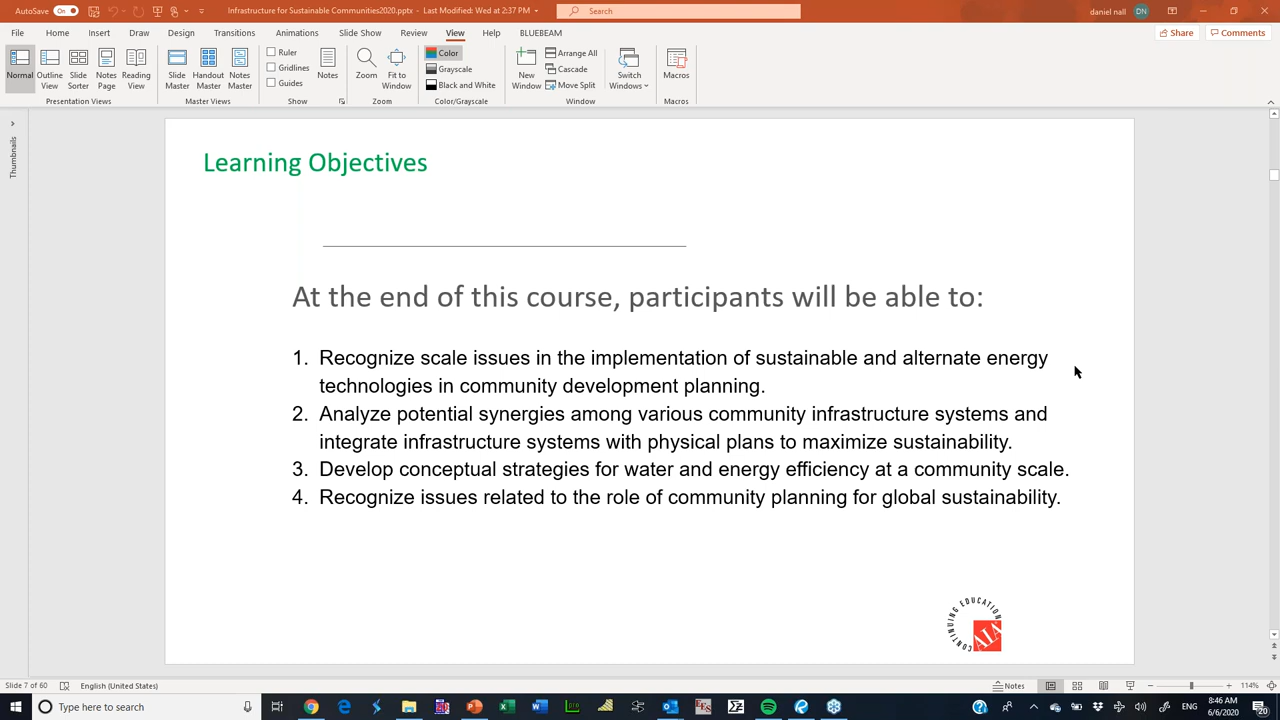 AutoSave On Infrastructure for Sustainable Communities2020.pptx - Last Modified: Wed at 2:37 PM Search daniel nall DN
File Home Insert Draw Design Transitions Animations Slide Show Review View Help BLUEBEAM Share Comments
Normal Outline View Slide Sorter Notes Page Reading View
Slide Master Handout Master Notes Master
Ruler
Gridlines
Guides
Notes
Zoom Fit to Window
Color
Grayscale
Black and White
New Window
Arrange All
Cascade
Move Split
Switch Windows
Macros
Presentation Views Master Views Show Zoom Color/Grayscale Window Macros
Thumbnails
Learning Objectives
At the end of this course, participants will be able to:
1. Recognize scale issues in the implementation of sustainable and alternate energy
technologies in community development planning.
2. Analyze potential synergies among various community infrastructure systems and
integrate infrastructure systems with physical plans to maximize sustainability.
3. Develop conceptual strategies for water and energy efficiency at a community scale.
4. Recognize issues related to the role of community planning for global sustainability.
CONTINUING EDUCATION
AIA
Slide 7 of 60 English (United States) Notes 114%
Type here to search
8:46 AM
6/6/2020
20